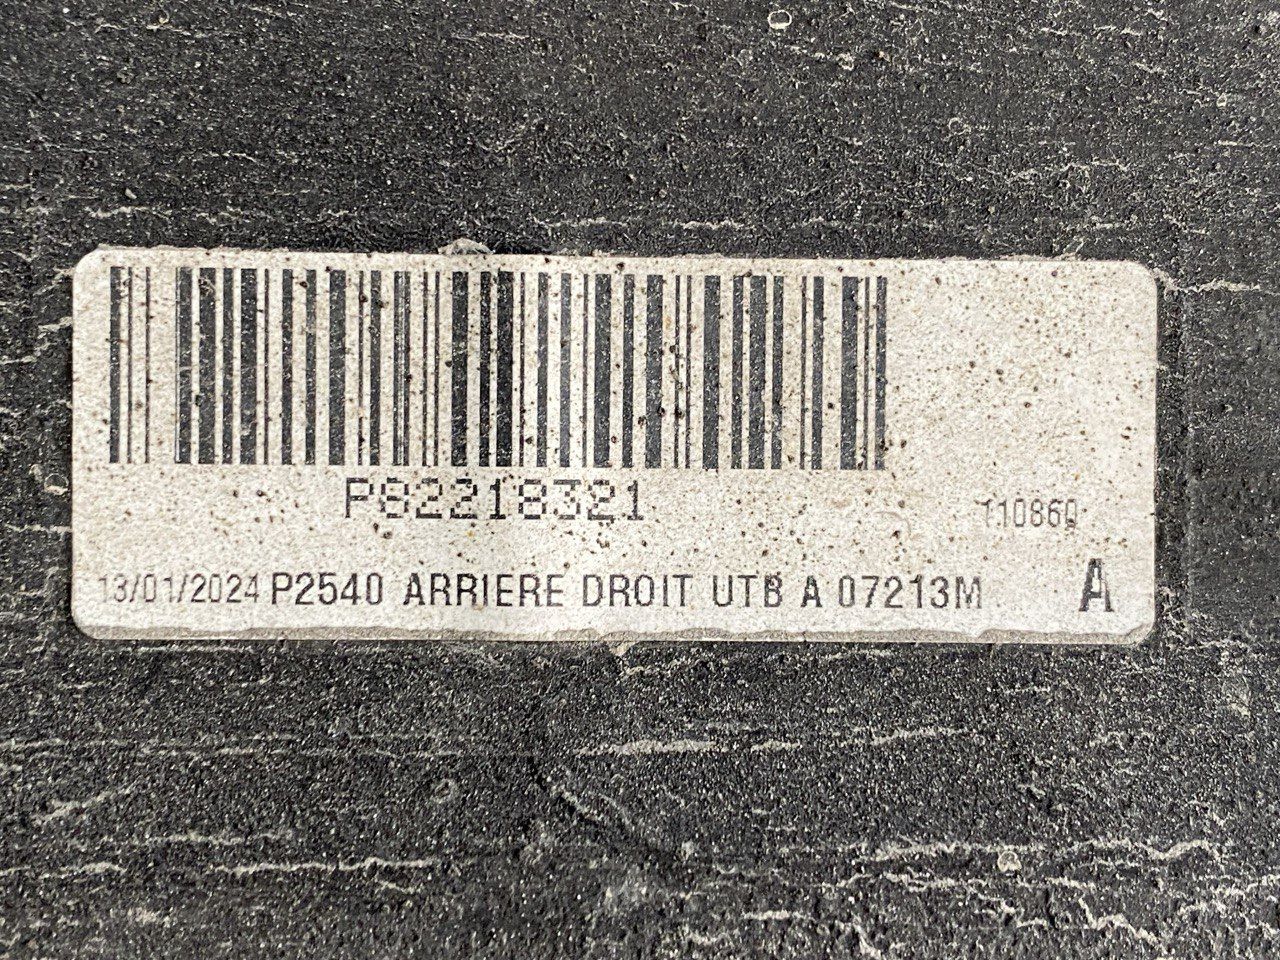 P82218321
110860
13/01/2024 P2540 ARRIERE DROIT UTB A 07213M A